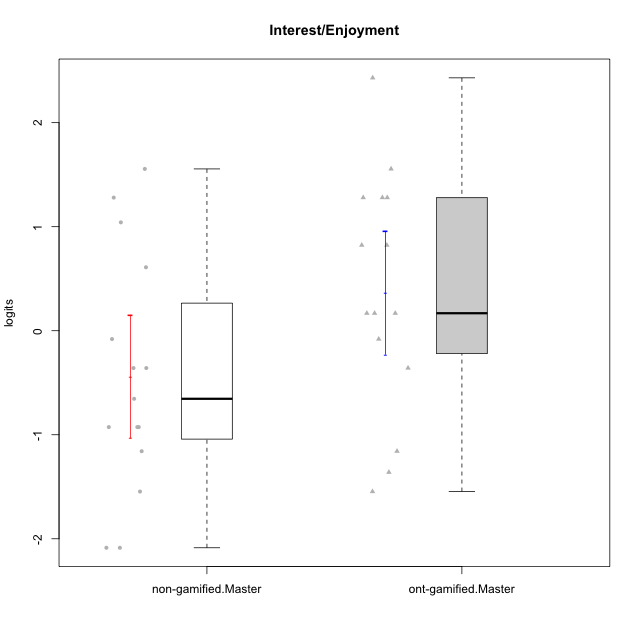 Interest/Enjoyment
logits
2
1
0
-1
-2
non-gamified.Master
ont-gamified.Master